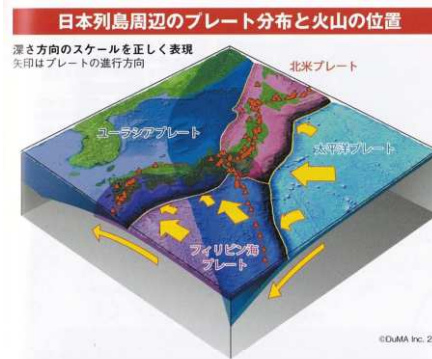 日本列島周辺のプレート分布と火山の位置
深さ方向のスケールを正しく表現
矢印はプレートの進行方向
北米プレート
ユーラシアプレート
太平洋プレート
フィリピン海
プレート
©DuMA Inc. 2